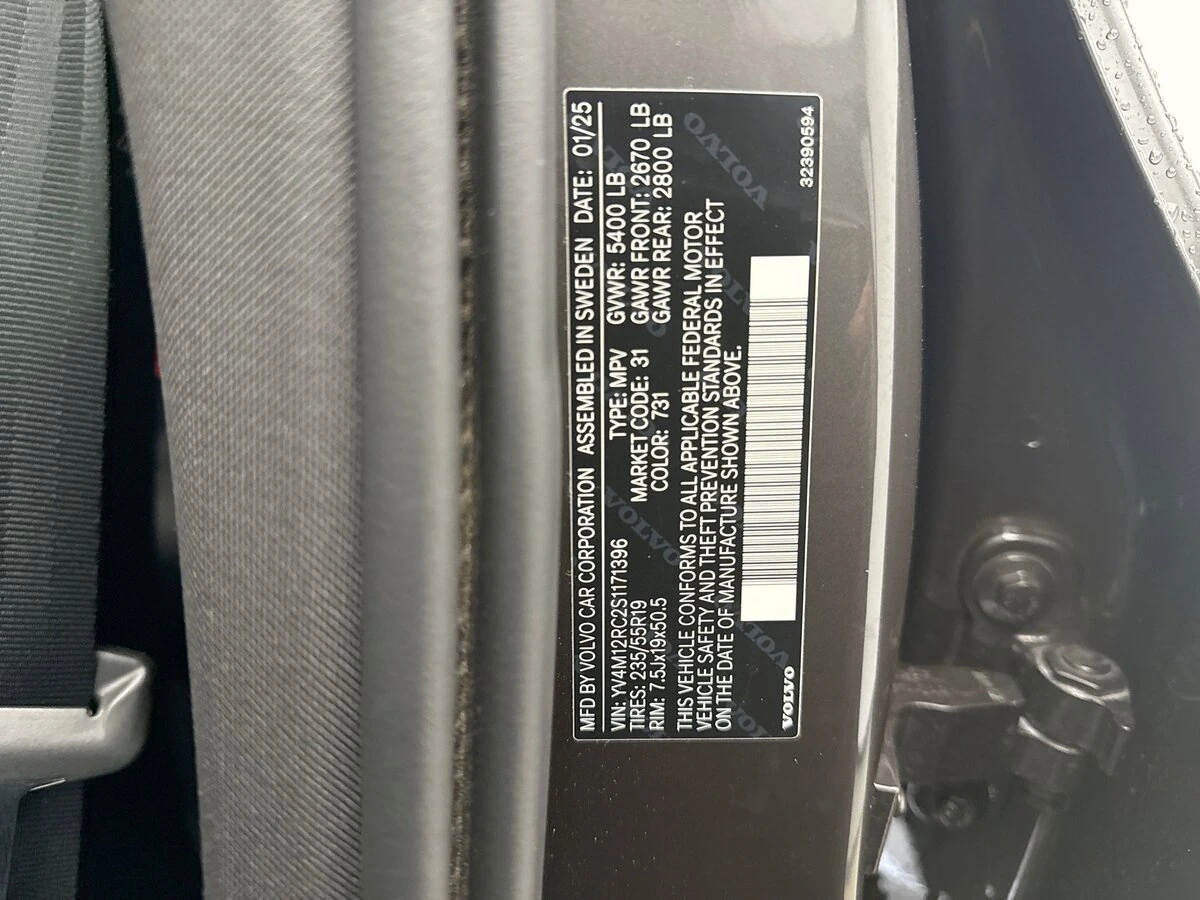 MFD BY VOLVO CAR CORPORATION ASSEMBLED IN SWEDEN DATE: 01/25
VIN: YV4M12RC2S1171396 TYPE: MPV GVWR: 5400 LB
TIRES: 235/55R19 MARKET CODE: 31 GAWR FRONT: 2670 LB
RIM: 7.5Jx19x50.5 COLOR: 731 GAWR REAR: 2800 LB
THIS VEHICLE CONFORMS TO ALL APPLICABLE FEDERAL MOTOR
VEHICLE SAFETY AND THEFT PREVENTION STANDARDS IN EFFECT
ON THE DATE OF MANUFACTURE SHOWN ABOVE.
VOLVO
32390594